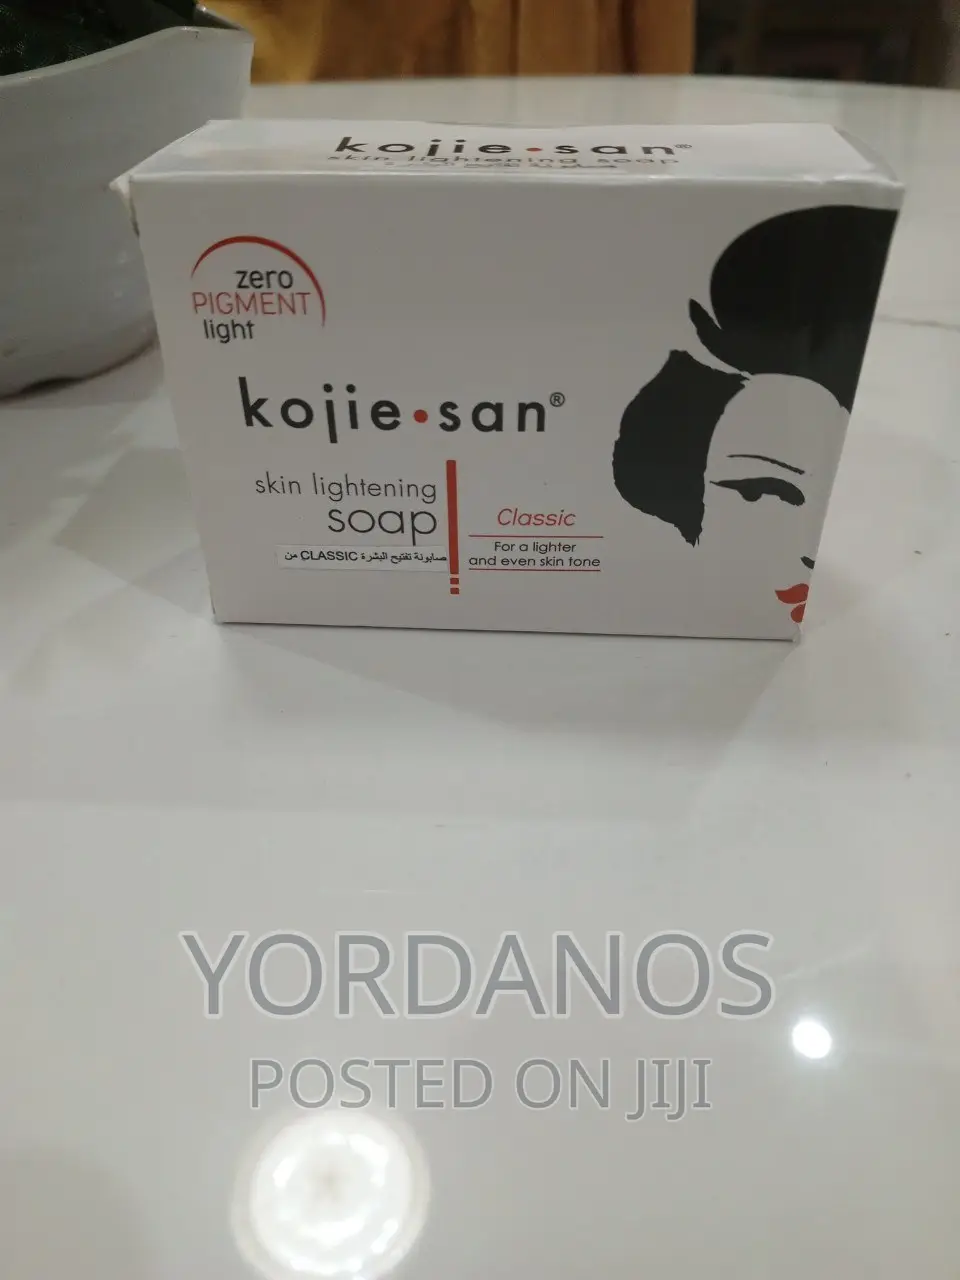 kojie•san®
skin lightening soap
zero
PIGMENT
light
kojie•san®
skin lightening
soap
صابونة تفتيح البشرة CLASSIC من
Classic
For a lighter
and even skin tone
YORDANOS
POSTED ON JIJI